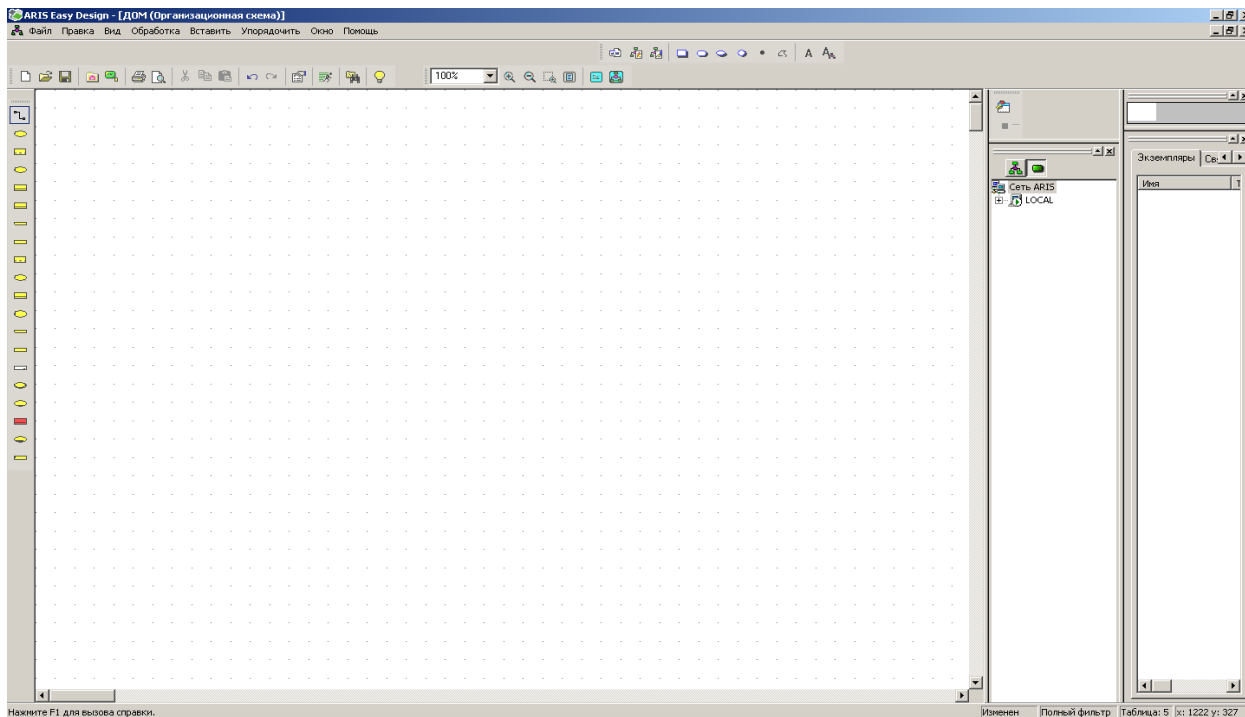 ARIS Easy Design - [ДОМ (Организационная схема)]
Файл Правка Вид Обработка Вставить Упорядочить Окно Помощь
A
100%
Экземпляры
Имя
Сеть ARIS
LOCAL
Нажмите F1 для вызова справки.
Изменен Полный фильтр Таблица: 5 x: 1222 y: 327